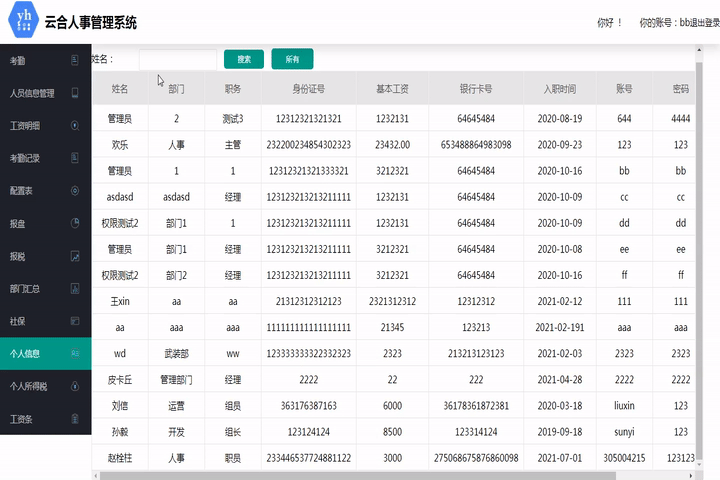 yh
云合人事管理系统
你好 ！ 你的账号：bb退出登录
考勤
人员信息管理
工资明细
考勤记录
配置表
报盘
报税
部门汇总
社保
个人信息
个人所得税
工资条
姓名： 搜索 所有
姓名 部门 职务 身份证号 基本工资 银行卡号 入职时间 账号 密码
管理员 2 测试3 12312321321321 1232131 64645484 2020-08-19 644 4444
欢乐 人事 主管 232200234854302323 23432.00 653488864983098 2020-09-23 123 123
管理员 1 1 12312321321333321 3212321 64645484 2020-10-16 bb bb
asdasd asdasd 经理 123123213213211111 1232131 64645484 2020-10-09 cc cc
权限测试2 部门1 1 123123213213211111 1232131 64645484 2020-10-09 dd dd
管理员 部门1 经理 123123213213211111 3212321 64645484 2020-10-08 ee ee
权限测试2 部门2 经理 123123213213211111 3212321 64645484 2020-10-16 ff ff
王xin aa aa 21312312312123 2321312312 12312312 2021-02-12 111 111
aa aaa aaa 111111111111111111 21345 123213 2021-02-191 aaa aaa
wd 武装部 ww 123333333322332323 2323 213213123123 2021-02-03 2323 2323
皮卡丘 管理部门 经理 2222 22 222 2021-04-28 2222 2222
刘信 运营 组员 363176387163 6000 36178361872381 2020-03-18 liuxin 123
孙毅 开发 组长 123124124 8500 123314124 2019-09-18 sunyi 123
赵栓柱 人事 职员 233446537724881122 3000 275068675876860098 2021-07-01 305004215 123123